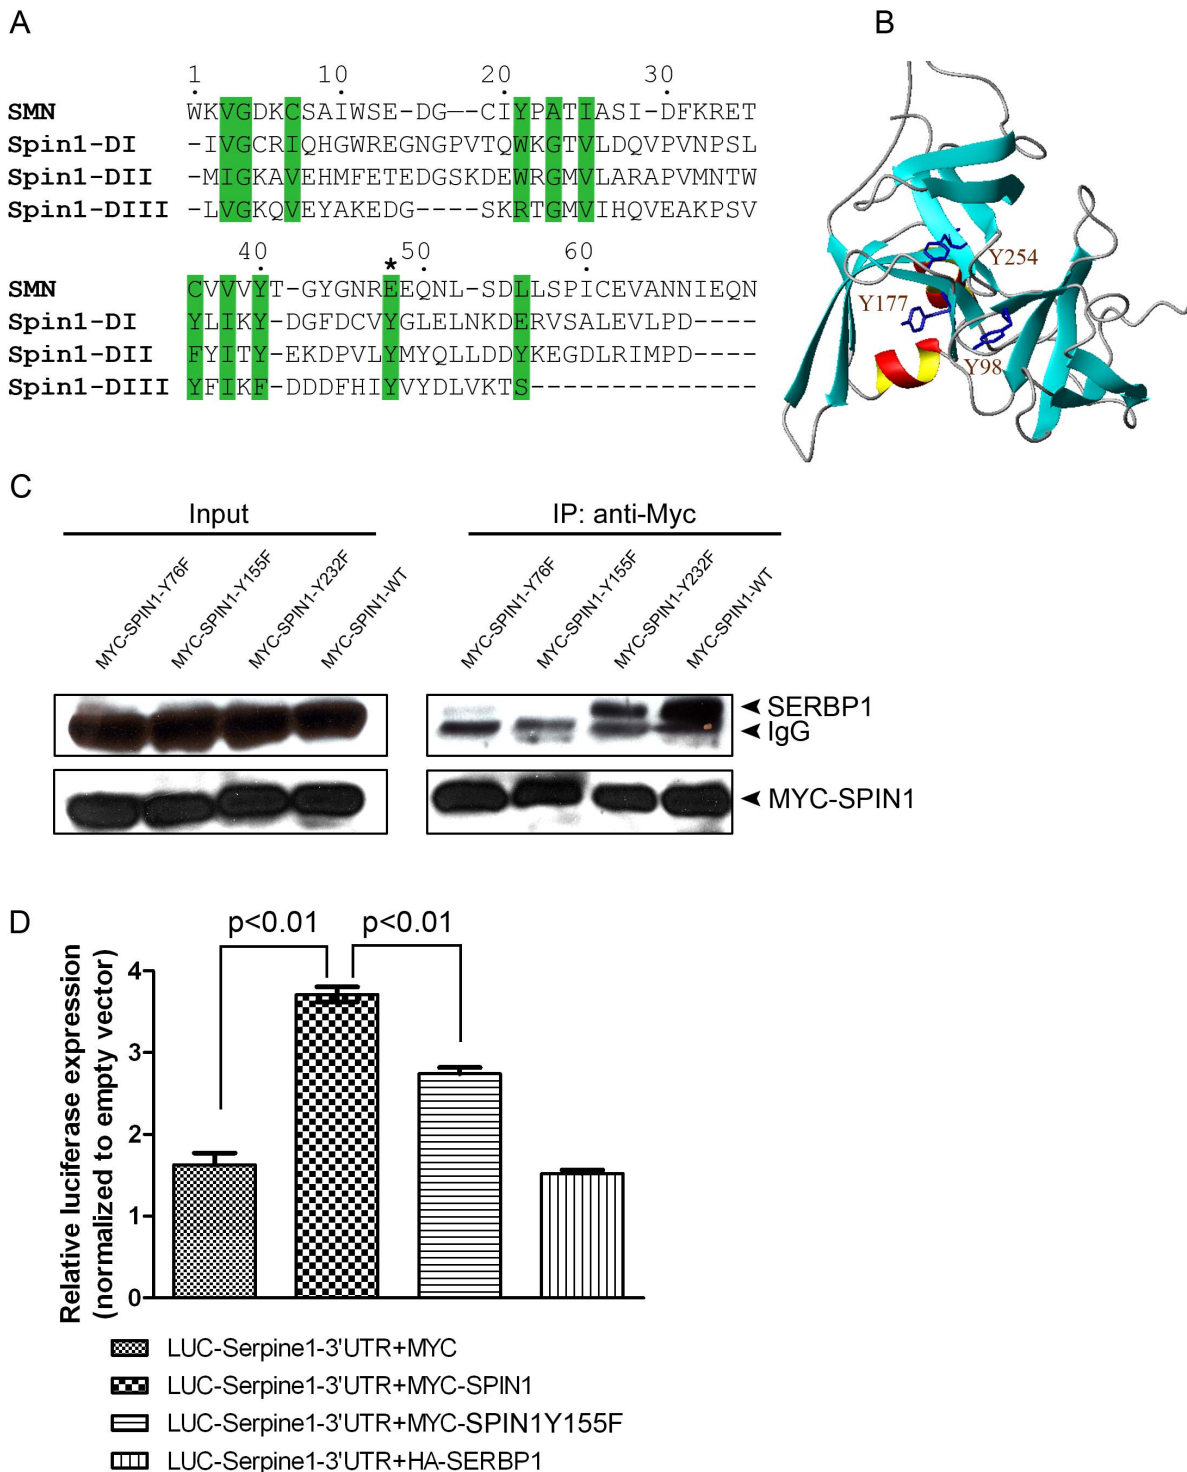 A
B
1 10 20 30
SMN WKVGDKCSAIWSE-DG--CIYPATIASI-DFKRET
Spin1-DI -IVGCRIQHGWREGNGPVTQWKGTVLDQVPVNPSL
Spin1-DII -MIGKAVEHMFETEDGSKDEWRGMVLARAPVMNTW
Spin1-DIII -LVGKQVEYAKEDG----SKRTGMVIHQVEAKPSV
40 * 50 60
SMN CVVVYT-GYGNREEQNL-SDLLSPICEVANNIEQN
Spin1-DI YLIKY-DGFDCVYGLELNKDERVSALEVLPD----
Spin1-DII FYITY-EKDPVLYMYQLLDDYKEGDLRIMPD----
Spin1-DIII YFIKF-DDDFHIYVYDLVKTS--------------
Y254
Y177
Y98
C
Input
IP: anti-Myc
MYC-SPIN1-Y76F
MYC-SPIN1-Y155F
MYC-SPIN1-Y232F
MYC-SPIN1-WT
MYC-SPIN1-Y76F
MYC-SPIN1-Y155F
MYC-SPIN1-Y232F
MYC-SPIN1-WT
SERBP1
IgG
MYC-SPIN1
D
p<0.01
p<0.01
Relative luciferase expression
(normalized to empty vector)
4
3
2
1
0
LUC-Serpine1-3'UTR+MYC
LUC-Serpine1-3'UTR+MYC-SPIN1
LUC-Serpine1-3'UTR+MYC-SPIN1Y155F
LUC-Serpine1-3'UTR+HA-SERBP1